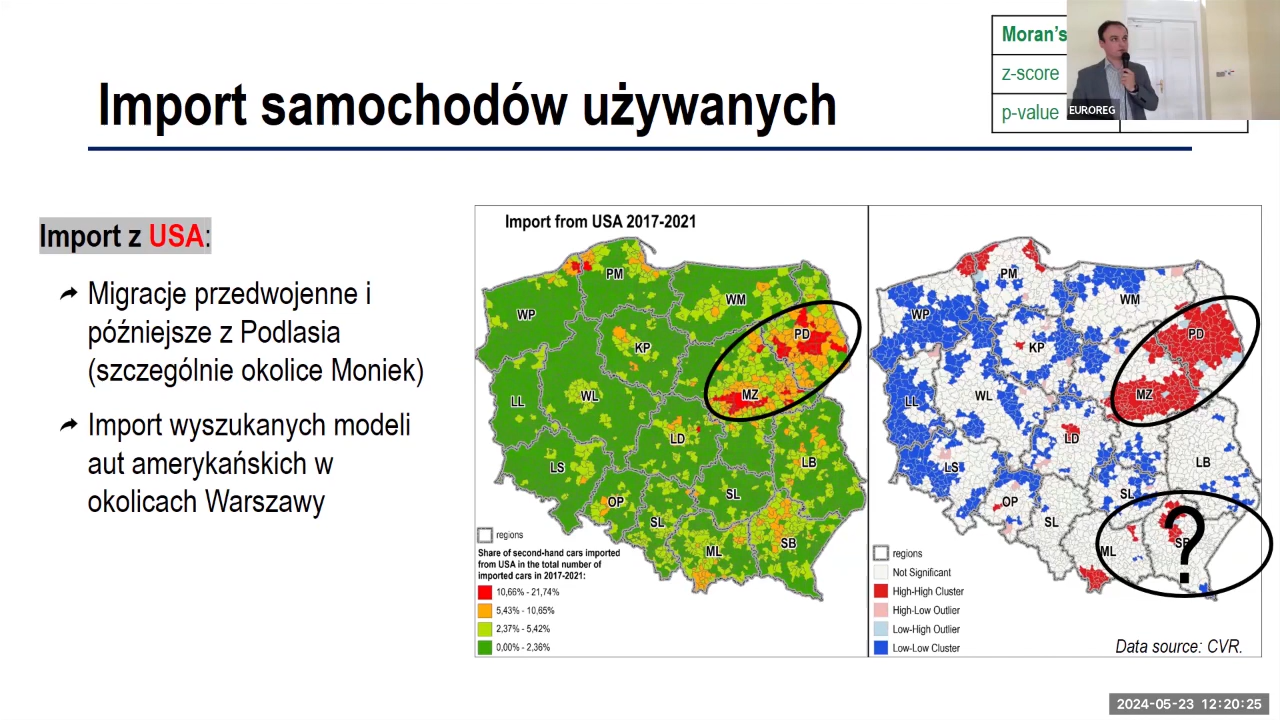 Import samochodów używanych
Moran's
z-score
p-value
EUROREG
Import z USA:
Migracje przedwojenne i
późniejsze z Podlasia
(szczególnie okolice Moniek)
Import wyszukanych modeli
aut amerykańskich w
okolicach Warszawy
Import from USA 2017-2021
PM
WP
WM
PD
KP
MZ
LL
WL
LD
LS
LB
OP
SL
SL
SB
ML
regions
Share of second-hand cars imported
from USA in the total number of
imported cars in 2017-2021:
10,66% - 21,74%
5,43% - 10,65%
2,37% - 5,42%
0,00% - 2,36%
PM
WP
WM
PD
KP
MZ
LL
WL
LD
LS
LB
OP
SL
SL
SB
ML
?
regions
Not Significant
High-High Cluster
High-Low Outlier
Low-High Outlier
Low-Low Cluster
Data source: CVR.
2024-05-23 12:20:25